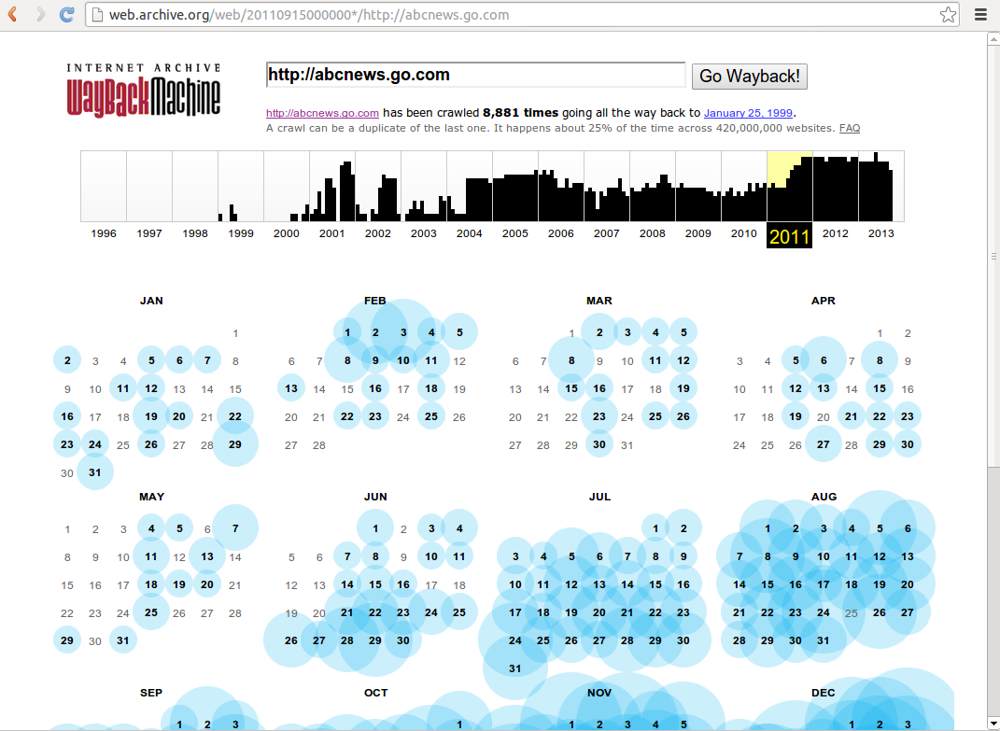 web.archive.org/web/20110915000000*/http://abcnews.go.com
INTERNET ARCHIVE
WayBackMachine
http://abcnews.go.com
Go Wayback!
http://abcnews.go.com has been crawled 8,881 times going all the way back to January 25, 1999.
A crawl can be a duplicate of the last one. It happens about 25% of the time across 420,000,000 websites. FAQ
1996 1997 1998 1999 2000 2001 2002 2003 2004 2005 2006 2007 2008 2009 2010 2011 2012 2013
JAN FEB MAR APR
1 1 2 3 4 5 1 2 3 4 5 1 2
2 3 4 5 6 7 8 6 7 8 9 10 11 12 6 7 8 9 10 11 12 3 4 5 6 7 8 9
9 10 11 12 13 14 15 13 14 15 16 17 18 19 13 14 15 16 17 18 19 10 11 12 13 14 15 16
16 17 18 19 20 21 22 20 21 22 23 24 25 26 20 21 22 23 24 25 26 17 18 19 20 21 22 23
23 24 25 26 27 28 29 27 28 27 28 29 30 31 24 25 26 27 28 29 30
30 31
MAY JUN JUL AUG
1 2 3 4 5 6 7 1 2 3 4 1 2 1 2 3 4 5 6
8 9 10 11 12 13 14 5 6 7 8 9 10 11 3 4 5 6 7 8 9 7 8 9 10 11 12 13
15 16 17 18 19 20 21 12 13 14 15 16 17 18 10 11 12 13 14 15 16 14 15 16 17 18 19 20
22 23 24 25 26 27 28 19 20 21 22 23 24 25 17 18 19 20 21 22 23 21 22 23 24 25 26 27
29 30 31 26 27 28 29 30 24 25 26 27 28 29 30 28 29 30 31
31
SEP OCT NOV DEC
1 2 3 1 1 2 3 4 5 1 2 3